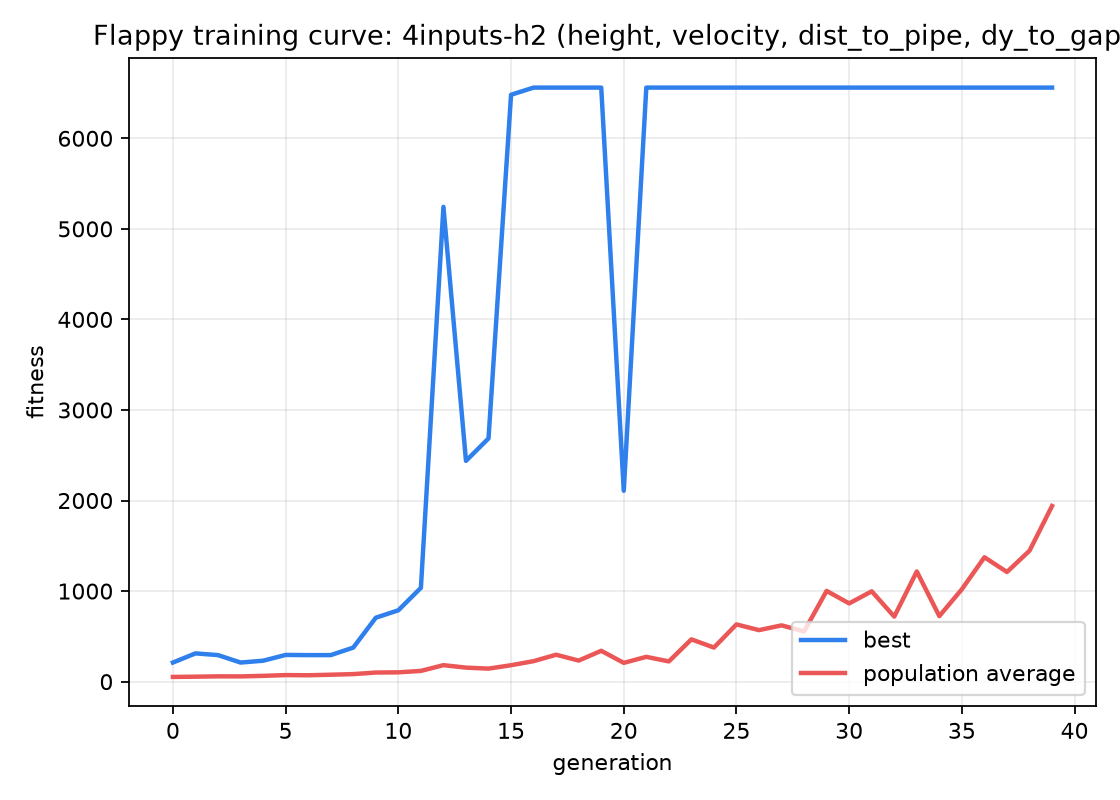 Flappy training curve: 4inputs-h2 (height, velocity, dist_to_pipe, dy_to_gap
fitness
6000
5000
4000
3000
2000
1000
0
best
population average
0 5 10 15 20 25 30 35 40
generation